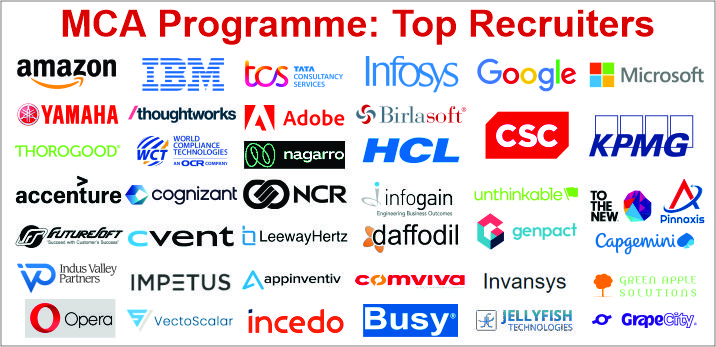 MCA Programme: Top Recruiters
amazon
IBM
tcs TATA
CONSULTANCY
SERVICES
Infosys
Google
Microsoft
YAMAHA
/thoughtworks
Adobe
Birlasoft®
CSC
KPMG
THOROGOOD®
WCT WORLD
COMPLIANCE
TECHNOLOGIES
AN OCR COMPANY
nagarro
HCL
accenture
cognizant
NCR
infogain
Engineering Business Outcomes
unthinkable
TO
THE
NEW
Pinnaxis
FUTURESOFT
"Succeed with Customer's Success"
cvent
LeewayHertz
daffodil
genpact
Capgemini
Indus Valley
Partners
IMPETUS
appinventiv
comviva
Invansys
GREEN APPLE
SOLUTIONS
Opera
VectoScalar
incedo
Busy®
JELLYFISH
TECHNOLOGIES
GrapeCity.